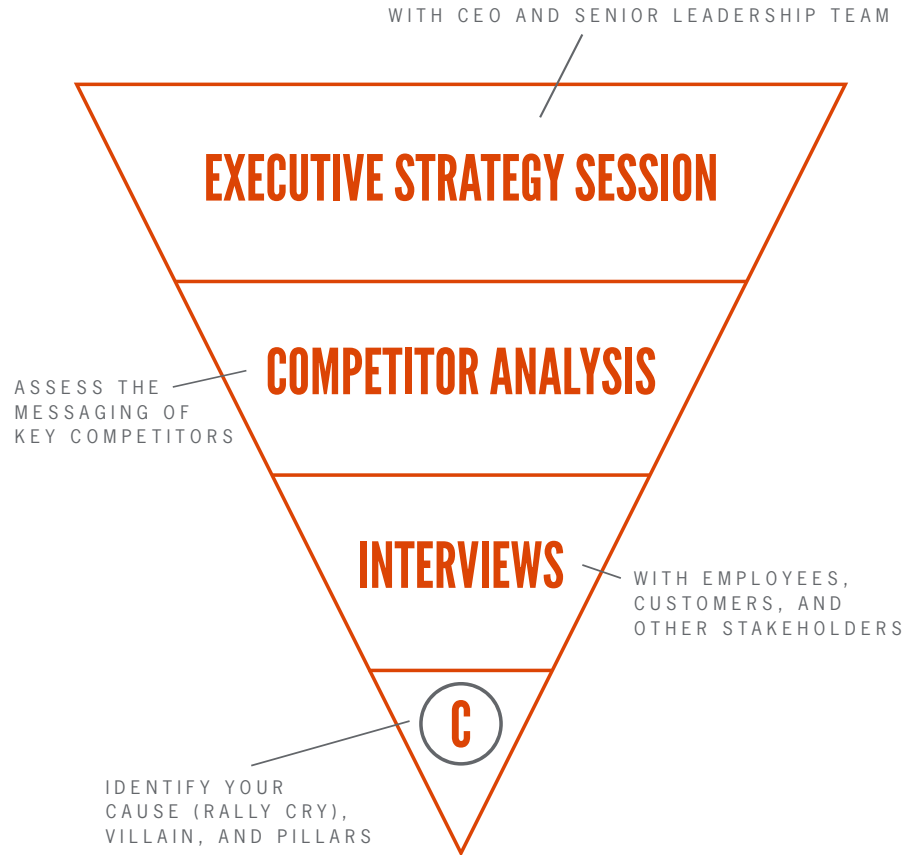 WITH CEO AND SENIOR LEADERSHIP TEAM
EXECUTIVE STRATEGY SESSION
COMPETITOR ANALYSIS
ASSESS THE
MESSAGING OF
KEY COMPETITORS
INTERVIEWS
WITH EMPLOYEES,
CUSTOMERS, AND
OTHER STAKEHOLDERS
C
IDENTIFY YOUR
CAUSE (RALLY CRY),
VILLAIN, AND PILLARS